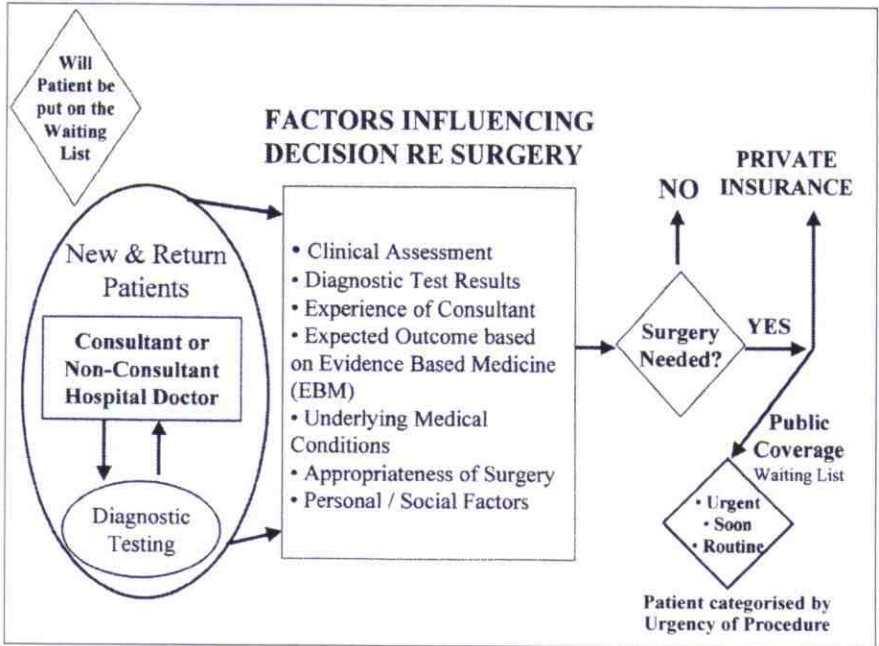 Will
Patient be
put on the
Waiting
List
FACTORS INFLUENCING
DECISION RE SURGERY
New & Return
Patients
Consultant or
Non-Consultant
Hospital Doctor
Diagnostic
Testing
• Clinical Assessment
• Diagnostic Test Results
• Experience of Consultant
• Expected Outcome based
on Evidence Based Medicine
(EBM)
• Underlying Medical
Conditions
• Appropriateness of Surgery
• Personal / Social Factors
Surgery
Needed?
NO
YES
PRIVATE
INSURANCE
Public
Coverage
Waiting List
• Urgent
• Soon
• Routine
Patient categorised by
Urgency of Procedure